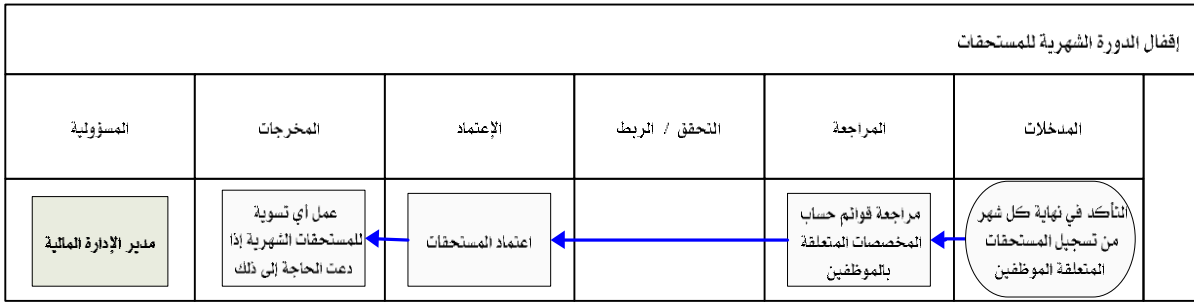 إقفال الدورة الشهرية للمستحقات
المدخلات
المراجعة
التحقق / الربط
الإعتماد
المخرجات
المسؤولية
التأكد في نهاية كل شهر
من تسجيل المستحقات
المتعلقة الموظفين
مراجعة قوائم حساب
المخصصات المتعلقة
بالموظفين
اعتماد المستحقات
عمل أي تسوية
للمستحقات الشهرية إذا
دعت الحاجة إلى ذلك
مدير الإدارة المالية